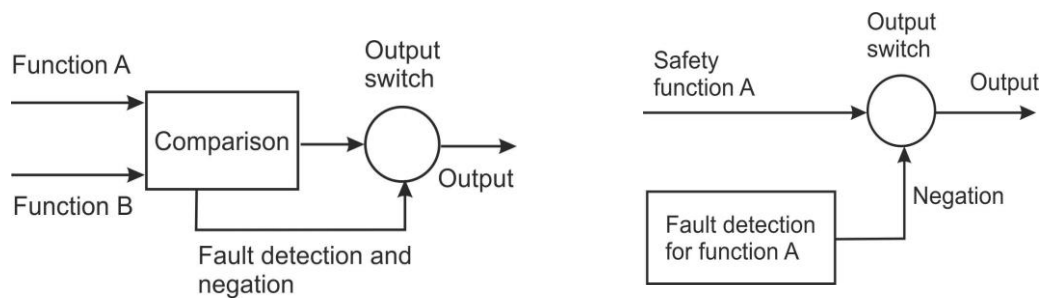 Function A
Comparison
Function B
Output
switch
Output
Fault detection and
negation
Safety
function A
Output
switch
Output
Negation
Fault detection
for function A